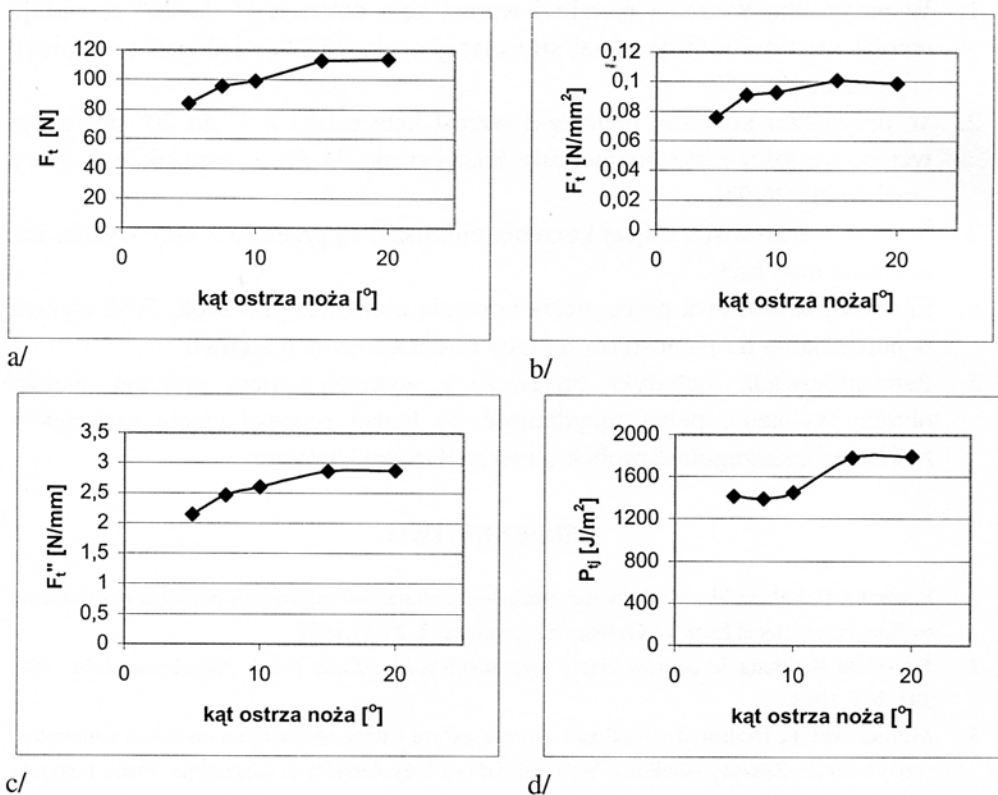 120
100
80
60
40
20
0
F_t [N]
0 10 20
kąt ostrza noża [°]
a/
0,12
0,1
0,08
0,06
0,04
0,02
0
F_t' [N/mm²]
0 10 20
kąt ostrza noża[°]
b/
3,5
3
2,5
2
1,5
1
0,5
0
F_t" [N/mm]
0 10 20
kąt ostrza noża [°]
c/
2000
1600
1200
800
400
0
P_tj [J/m²]
0 10 20
kąt ostrza noża [°]
d/